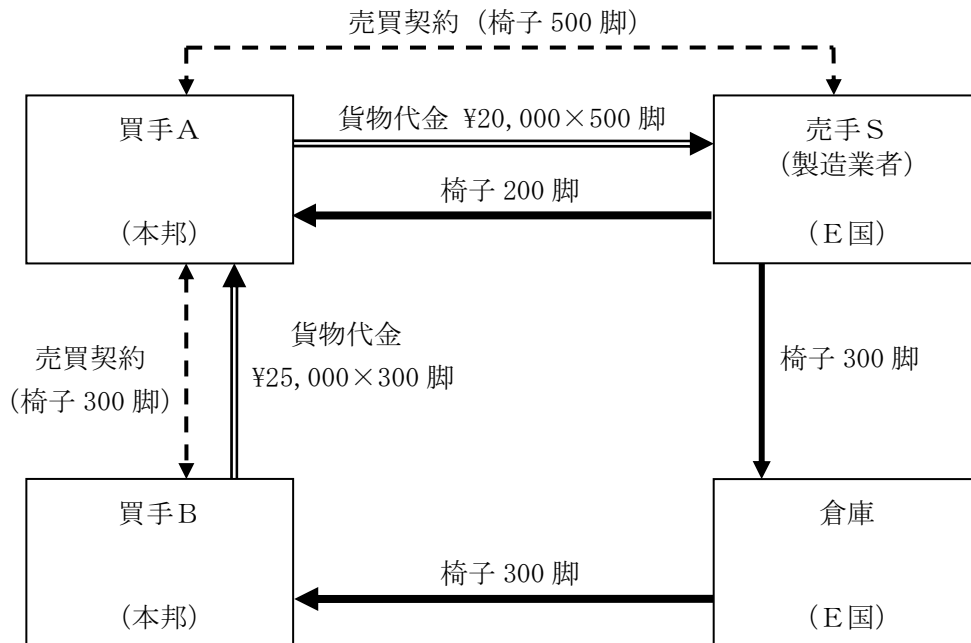 売買契約（椅子 500 脚）
買手Ａ
（本邦）
貨物代金 ¥20,000×500 脚
椅子 200 脚
売手Ｓ
（製造業者）
（Ｅ国）
売買契約
（椅子 300 脚）
貨物代金
¥25,000×300 脚
椅子 300 脚
買手Ｂ
（本邦）
椅子 300 脚
倉庫
（Ｅ国）